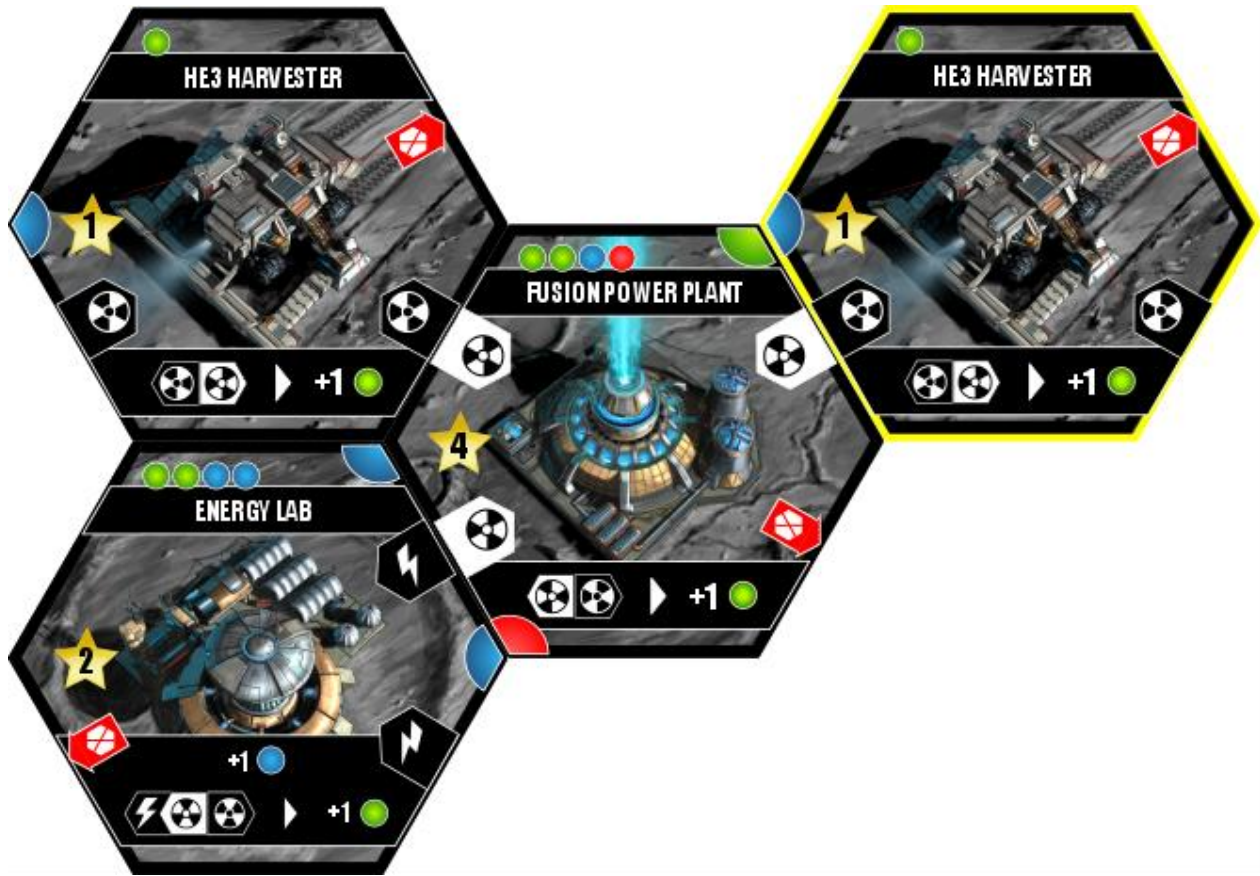 HE3 HARVESTER
1
+1
HE3 HARVESTER
1
+1
FUSION POWER PLANT
4
+1
ENERGY LAB
2
+1
+1